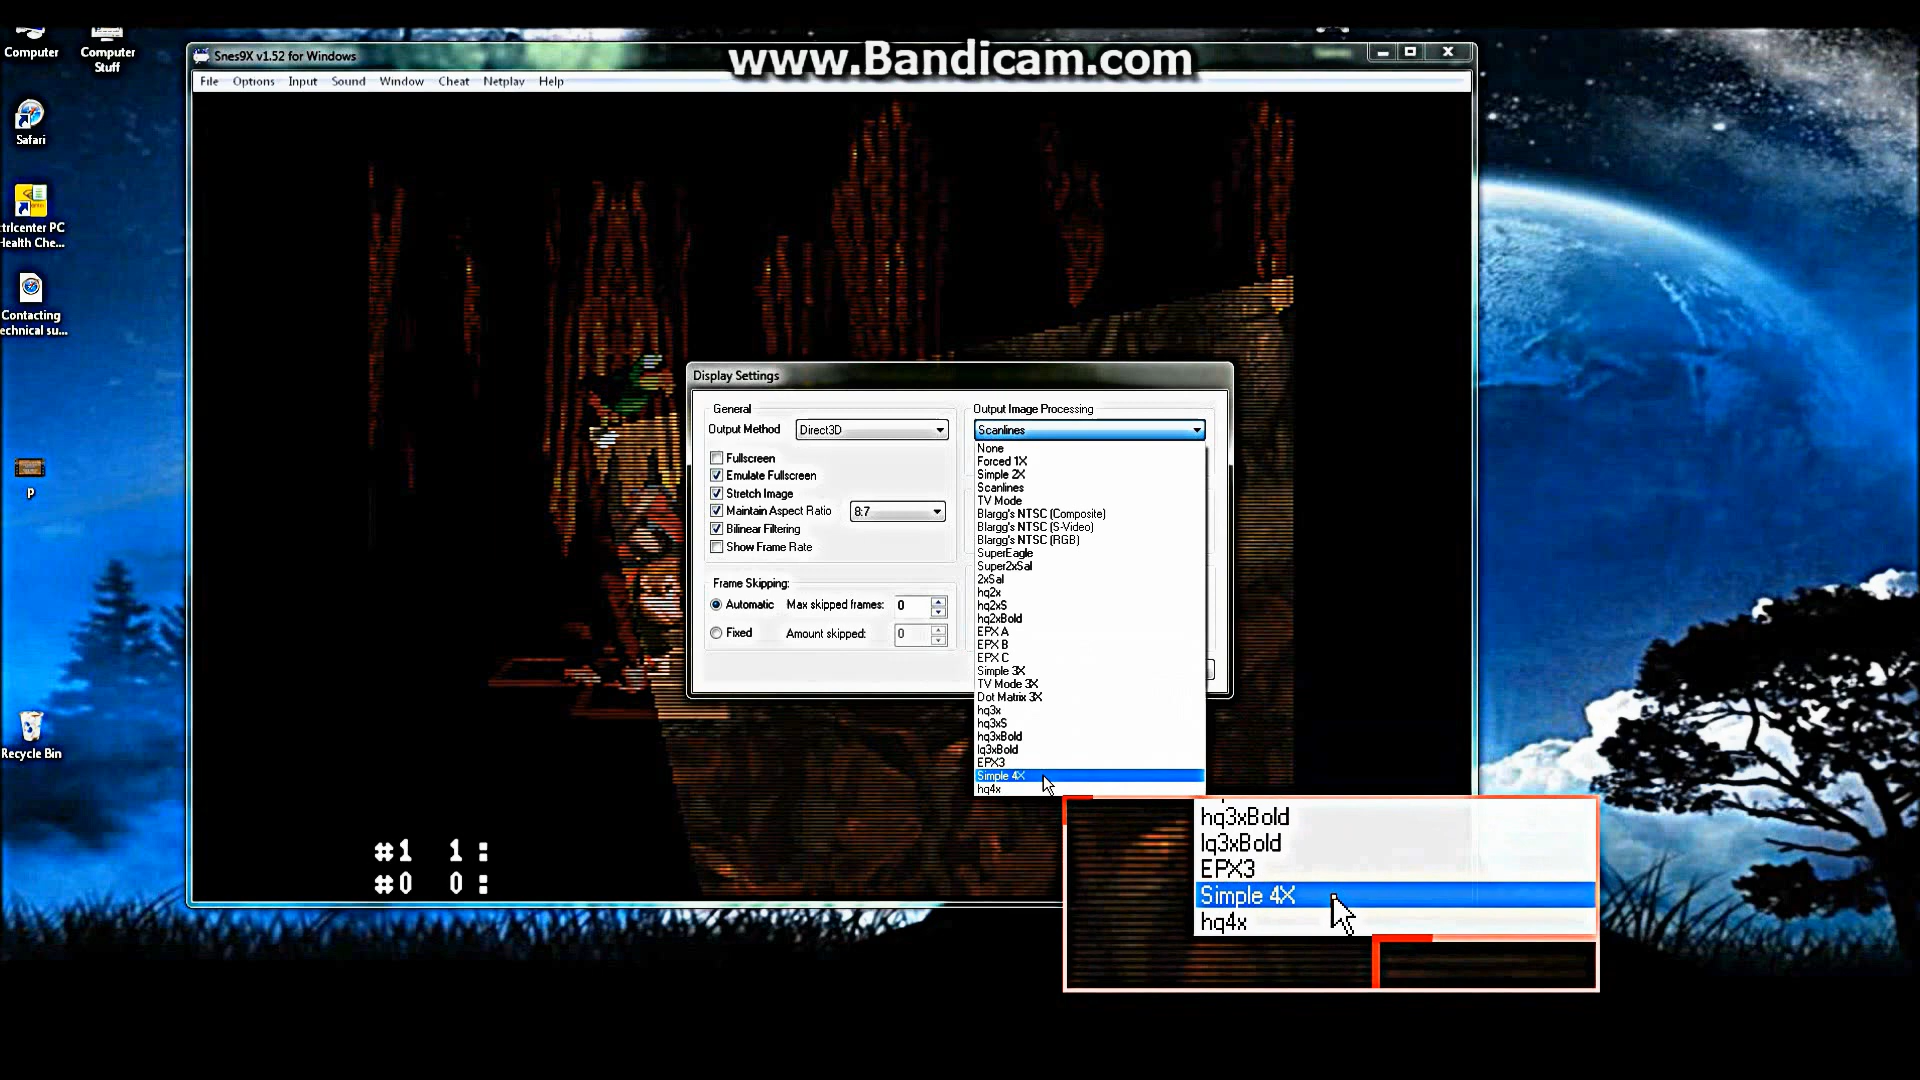 Computer
Computer
Stuff
Snes9X v1.52 for Windows
www.Bandicam.com
File Options Input Sound Window Cheat Netplay Help
Safari
ctrlcenter PC
Health Che...
Contacting
technical su...
P
Recycle Bin
Display Settings
General
Output Method Direct3D
Fullscreen
Emulate Fullscreen
Stretch Image
Maintain Aspect Ratio 8:7
Bilinear Filtering
Show Frame Rate
Frame Skipping:
Automatic Max skipped frames: 0
Fixed Amount skipped: 0
Output Image Processing
Scanlines
None
Forced 1X
Simple 2X
Scanlines
TV Mode
Blargg's NTSC (Composite)
Blargg's NTSC (S-Video)
Blargg's NTSC (RGB)
SuperEagle
Super2xSaI
2xSaI
hq2x
hq2xS
hq2xBold
EPX A
EPX B
EPX C
Simple 3X
TV Mode 3X
Dot Matrix 3X
hq3x
hq3xS
hq3xBold
lq3xBold
EPX3
Simple 4X
hq4x
hq3xBold
lq3xBold
EPX3
Simple 4X
hq4x
#1 1:
#0 0: